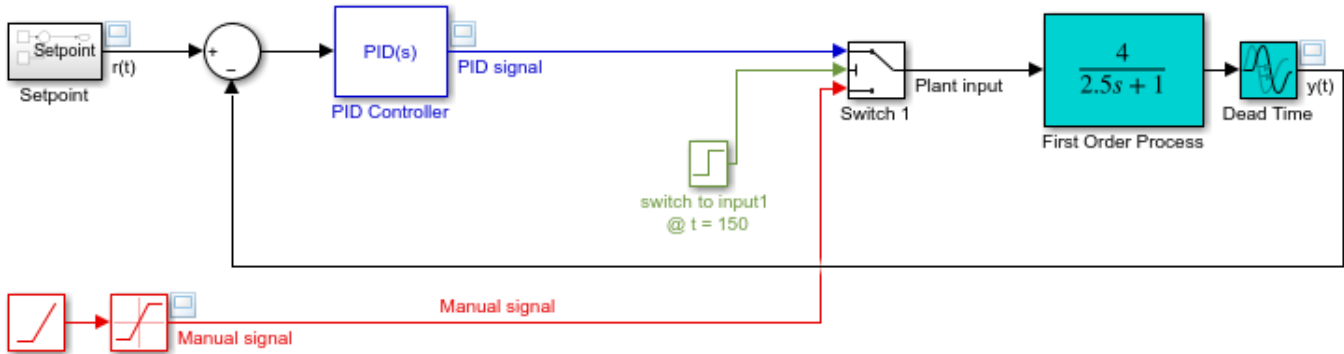 Setpoint
r(t)
Setpoint
+
−
PID(s)
PID Controller
PID signal
switch to input1
@ t = 150
Switch 1
Plant input
4
2.5s + 1
First Order Process
Dead Time
y(t)
Manual signal
Manual signal